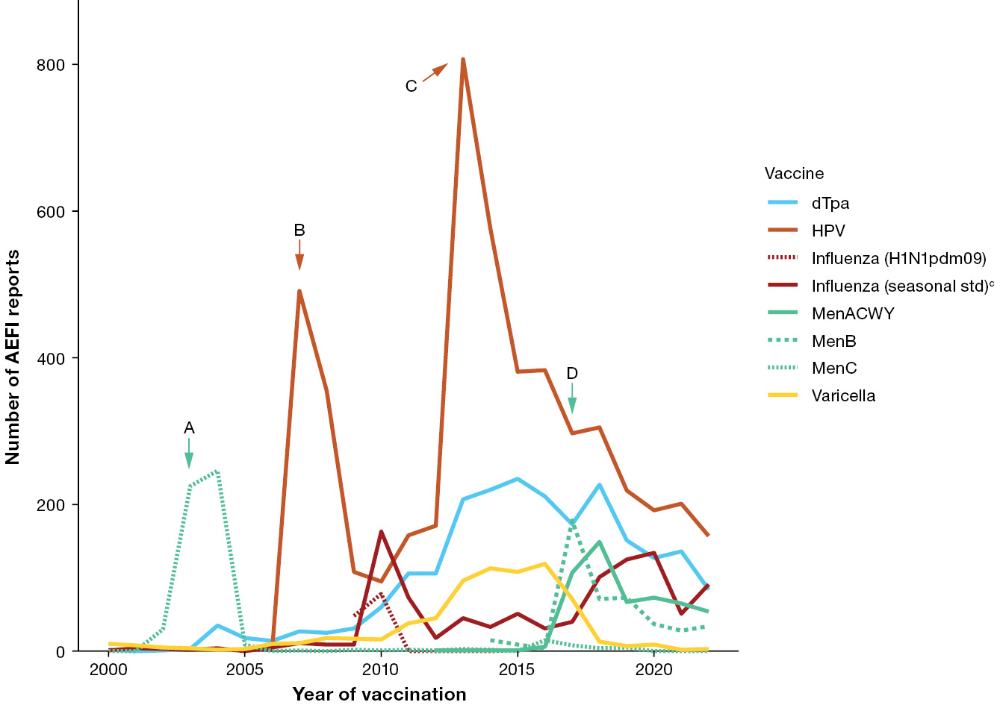 800
C
600
B
400
D
A
200
0
Number of AEFI reports
2000
2005
2010
2015
2020
Year of vaccination
Vaccine
dTpa
HPV
Influenza (H1N1pdm09)
Influenza (seasonal std)ᶜ
MenACWY
MenB
MenC
Varicella